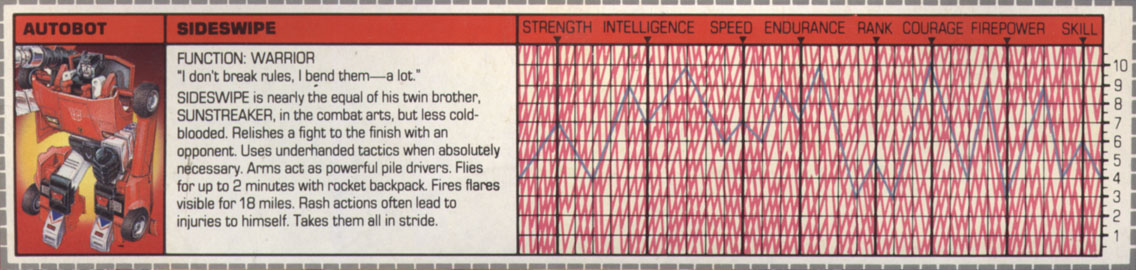 AUTOBOT
SIDESWIPE
FUNCTION: WARRIOR
"I don't break rules, I bend them—a lot."
SIDESWIPE is nearly the equal of his twin brother,
SUNSTREAKER, in the combat arts, but less cold-
blooded. Relishes a fight to the finish with an
opponent. Uses underhanded tactics when absolutely
necessary. Arms act as powerful pile drivers. Flies
for up to 2 minutes with rocket backpack. Fires flares
visible for 18 miles. Rash actions often lead to
injuries to himself. Takes them all in stride.
STRENGTH INTELLIGENCE SPEED ENDURANCE RANK COURAGE FIREPOWER SKILL
10
9
8
7
6
5
4
3
2
1